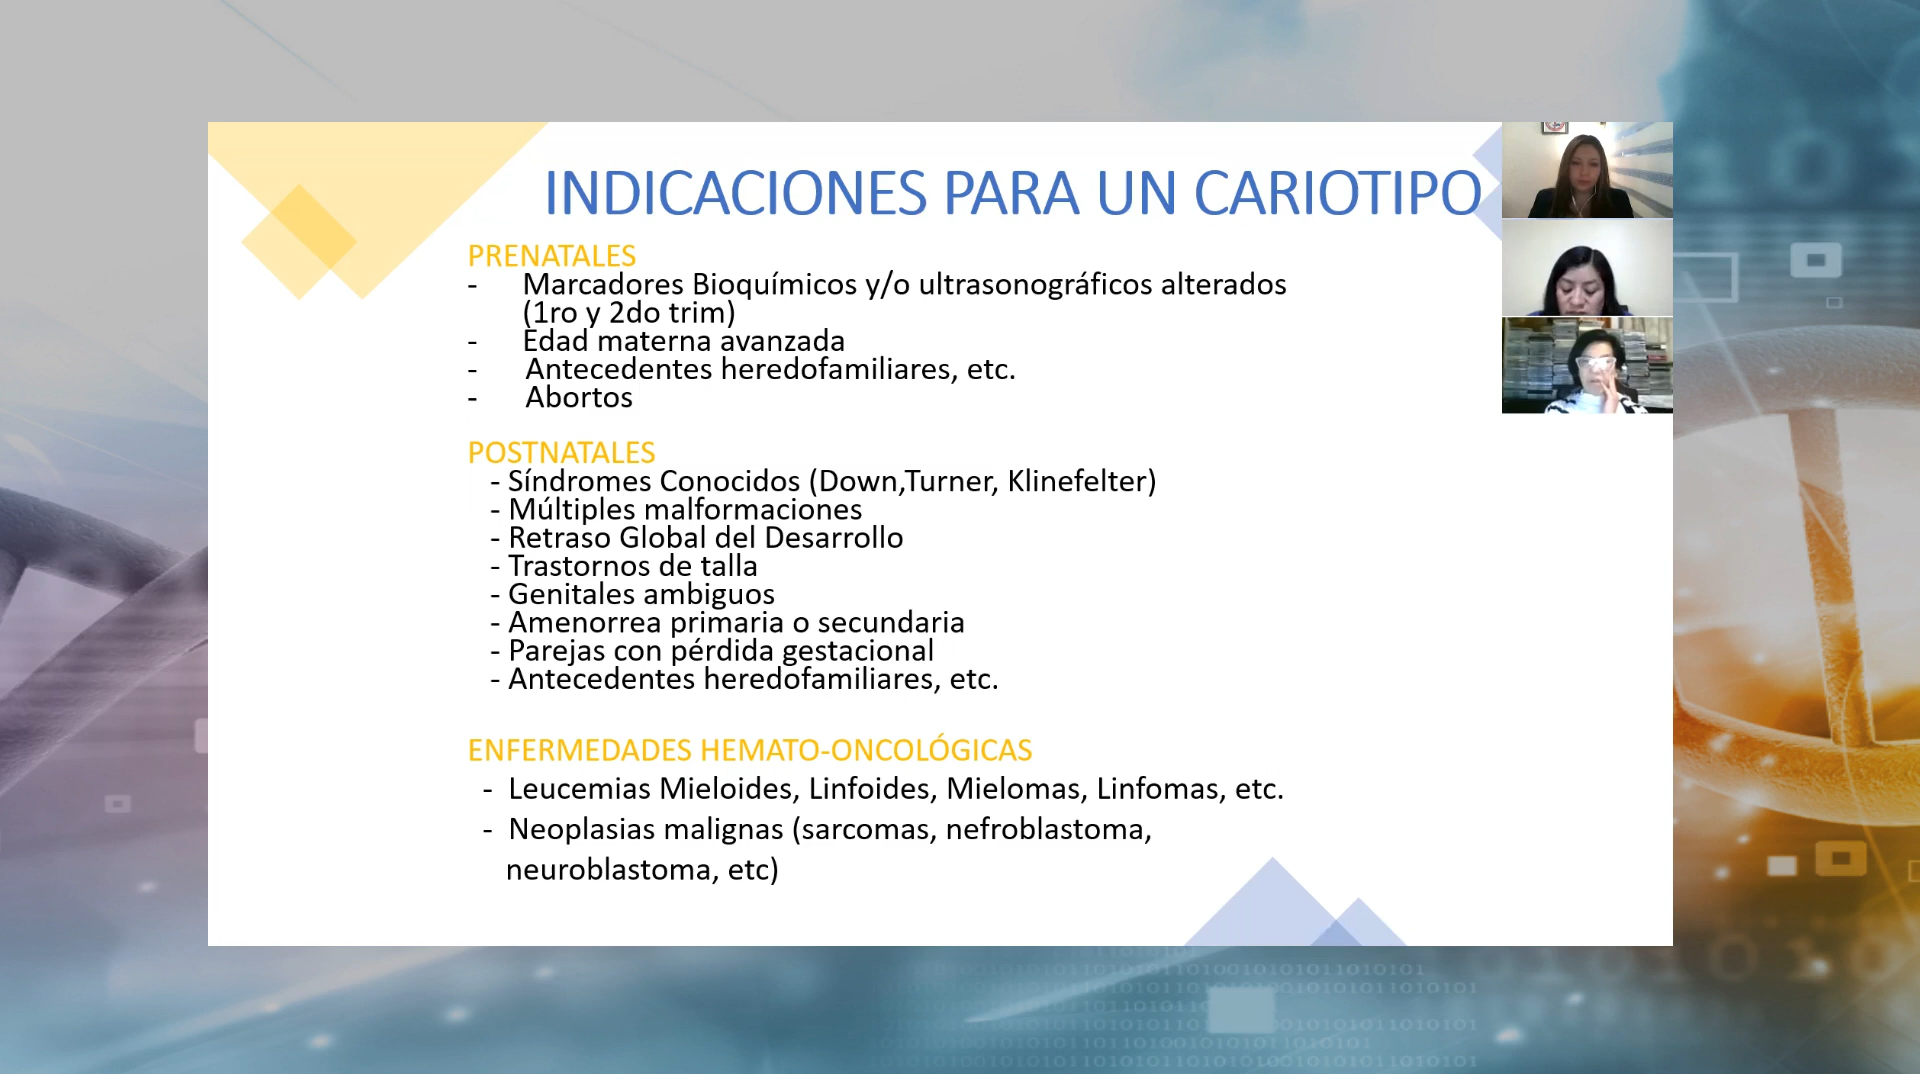 INDICACIONES PARA UN CARIOTIPO
PRENATALES
- Marcadores Bioquímicos y/o ultrasonográficos alterados
(1ro y 2do trim)
- Edad materna avanzada
- Antecedentes heredofamiliares, etc.
- Abortos
POSTNATALES
- Síndromes Conocidos (Down,Turner, Klinefelter)
- Múltiples malformaciones
- Retraso Global del Desarrollo
- Trastornos de talla
- Genitales ambiguos
- Amenorrea primaria o secundaria
- Parejas con pérdida gestacional
- Antecedentes heredofamiliares, etc.
ENFERMEDADES HEMATO-ONCOLÓGICAS
- Leucemias Mieloides, Linfoides, Mielomas, Linfomas, etc.
- Neoplasias malignas (sarcomas, nefroblastoma,
neuroblastoma, etc)